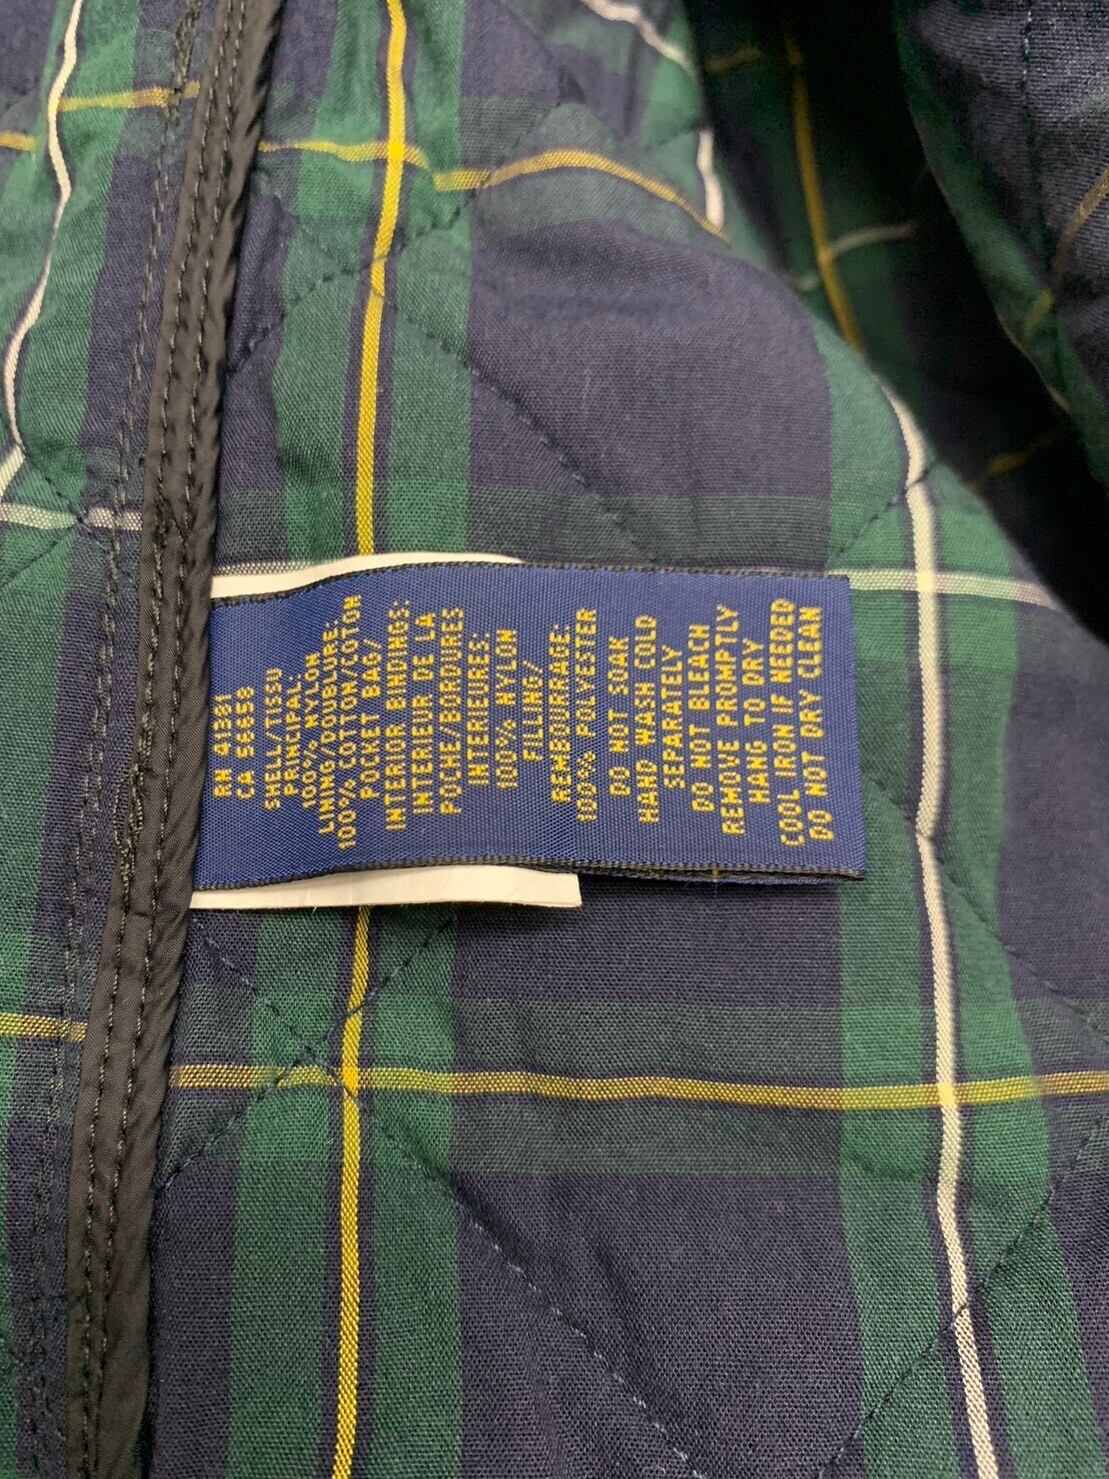 RN 41381
CA 56658
SHELL/TISSU
PRINCIPAL:
100% NYLON
LINING/DOUBLURE:
100% COTTON/COTON
POCKET BAG/
INTERIOR BINDINGS:
INTERIEUR DE LA
POCHE/BORDURES
INTERIEURES:
100% NYLON
FILLING/
REMBOURRAGE:
100% POLYESTER
DO NOT SOAK
HAND WASH COLD
SEPARATELY
DO NOT BLEACH
REMOVE PROMPTLY
HANG TO DRY
COOL IRON IF NEEDED
DO NOT DRY CLEAN